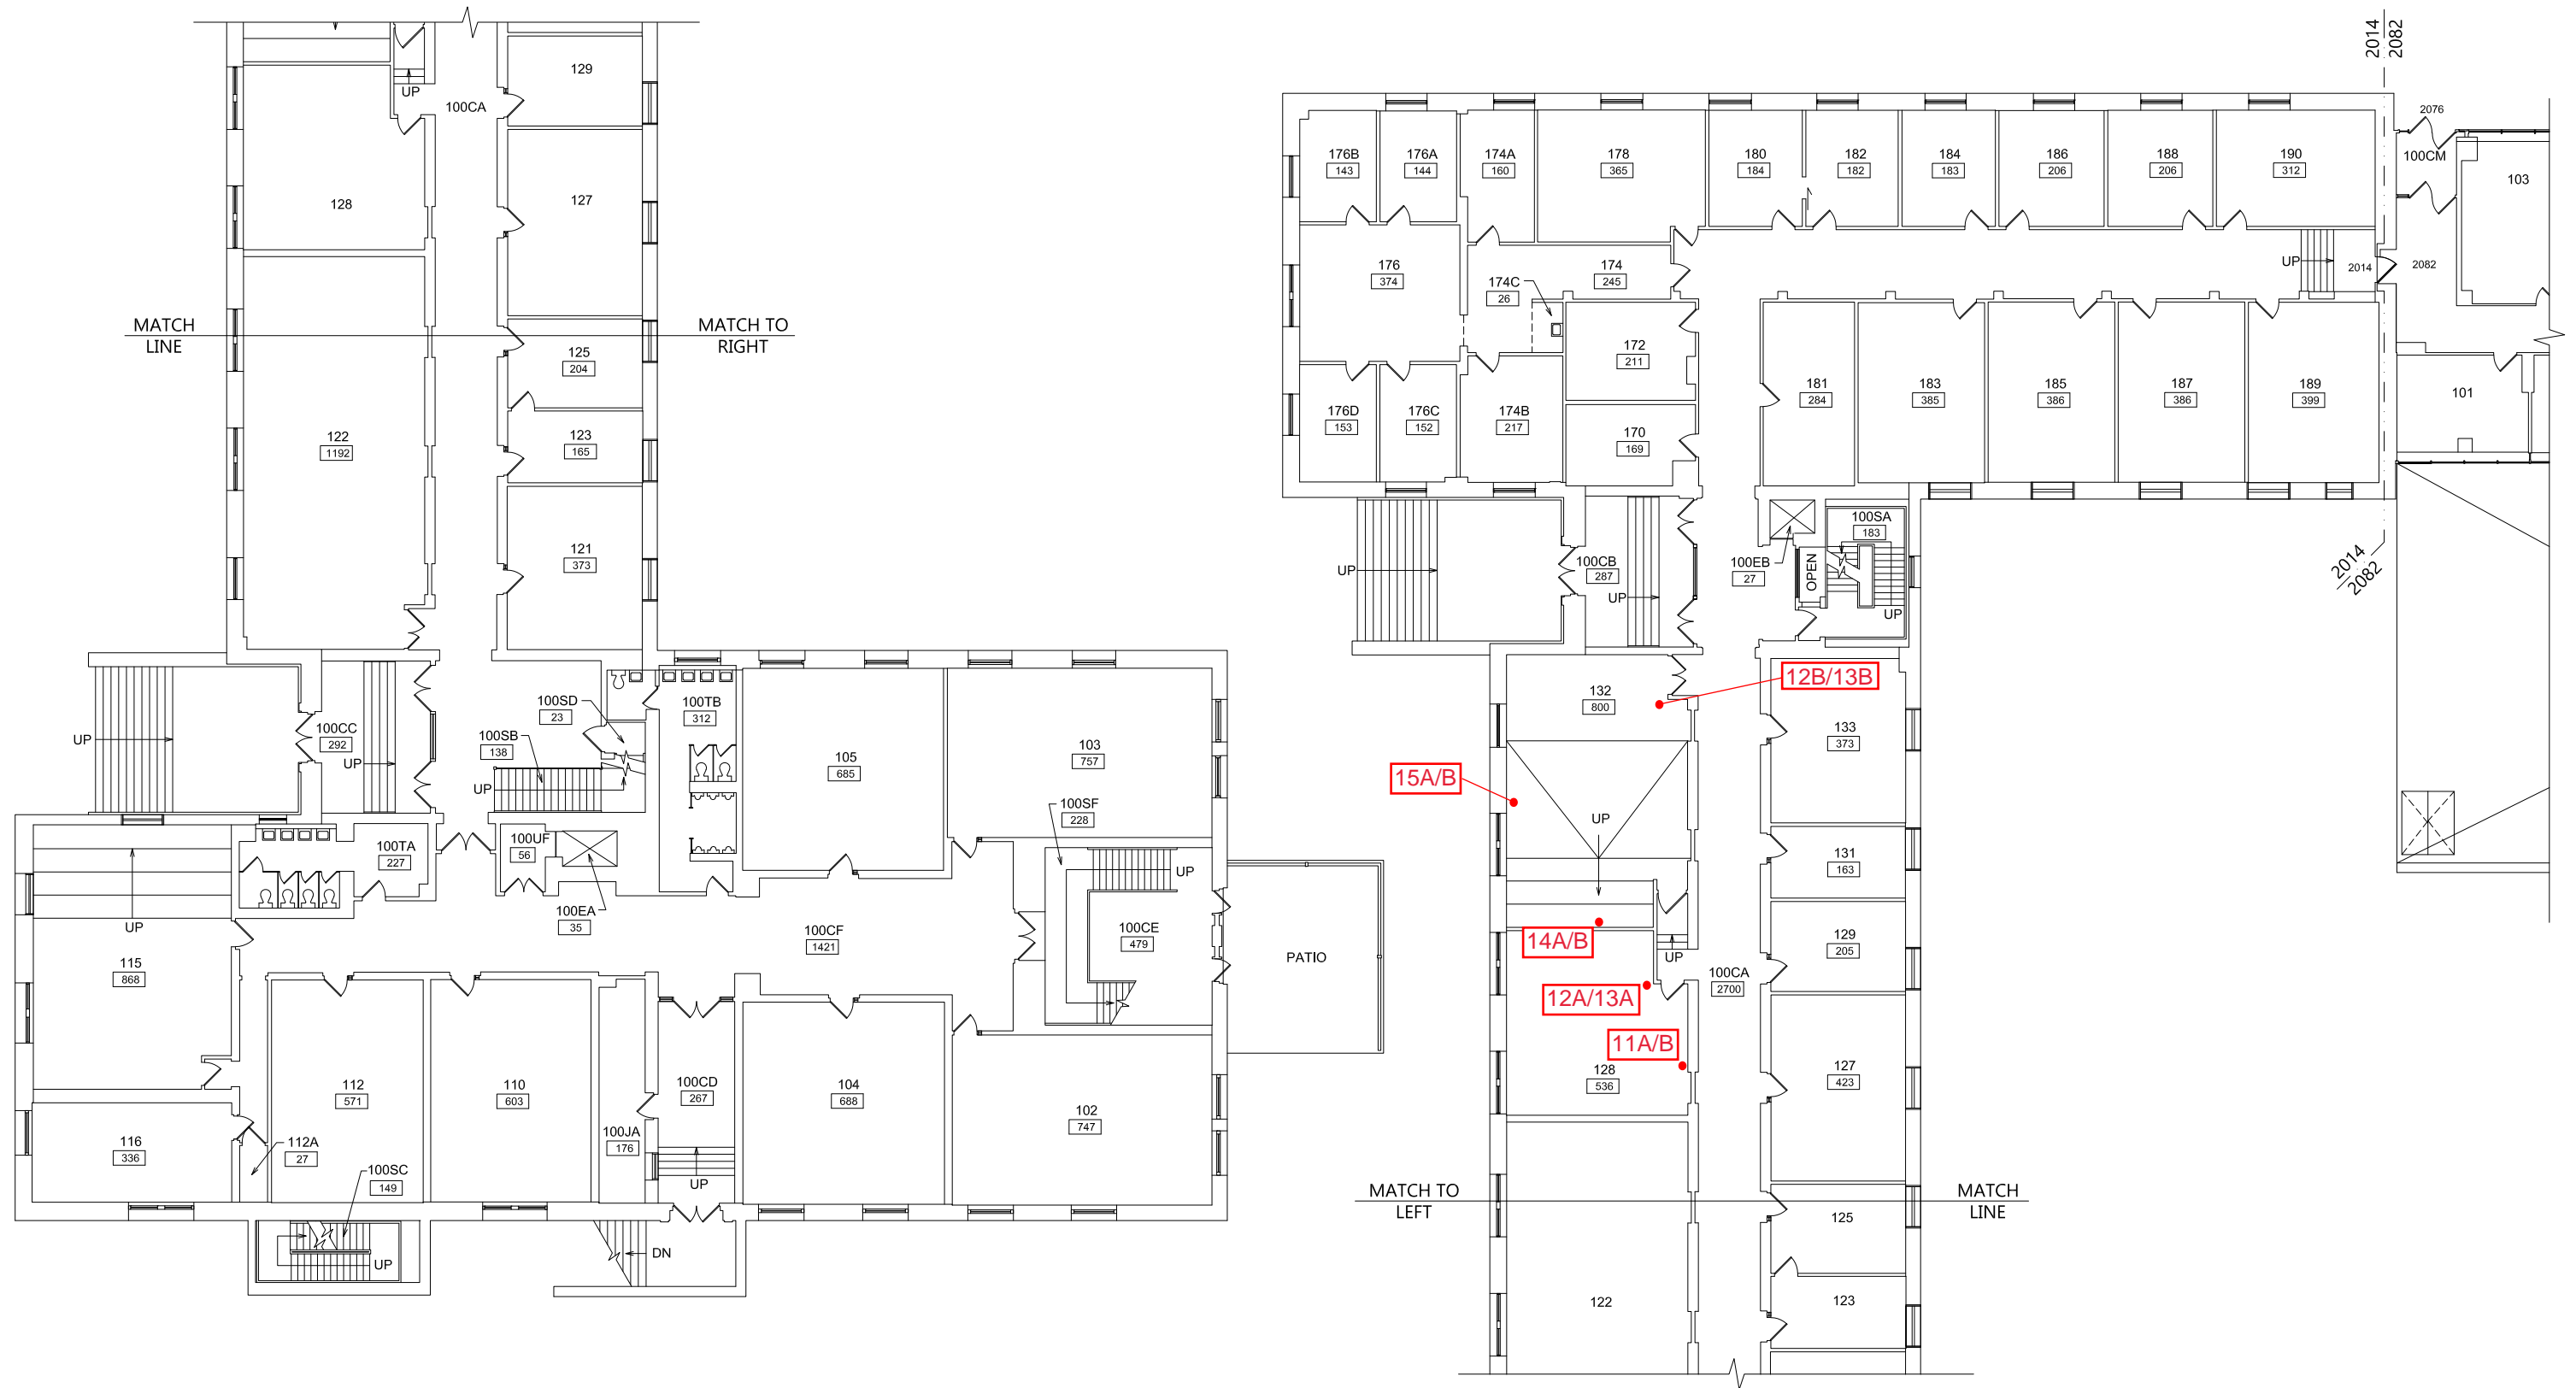 129
UP
100CA
127
128
MATCH
LINE
MATCH TO
RIGHT
125
204
123
165
122
1192
121
373
100SD
23
100TB
312
100CC
292
UP
UP
100SB
138
UP
105
685
103
757
100SF
228
100TA
227
100UF
56
UP
UP
100EA
35
100CF
1421
100CE
479
PATIO
115
868
112
571
110
603
100CD
267
104
688
102
747
100JA
176
116
336
112A
27
100SC
149
UP
UP
DN
2014
2082
2076
176B
143
176A
144
174A
160
178
365
180
184
182
182
184
183
186
206
188
206
190
312
100CM
103
176
374
174
245
174C
26
UP
2014
2082
172
211
181
284
183
385
185
386
187
386
189
399
101
176D
153
176C
152
174B
217
170
169
100SA
183
100CB
287
UP
UP
100EB
27
OPEN
UP
2014
2082
12B/13B
132
800
133
373
15A/B
UP
131
163
129
205
14A/B
UP
100CA
2700
12A/13A
11A/B
128
536
127
423
MATCH TO
LEFT
MATCH
LINE
125
122
123